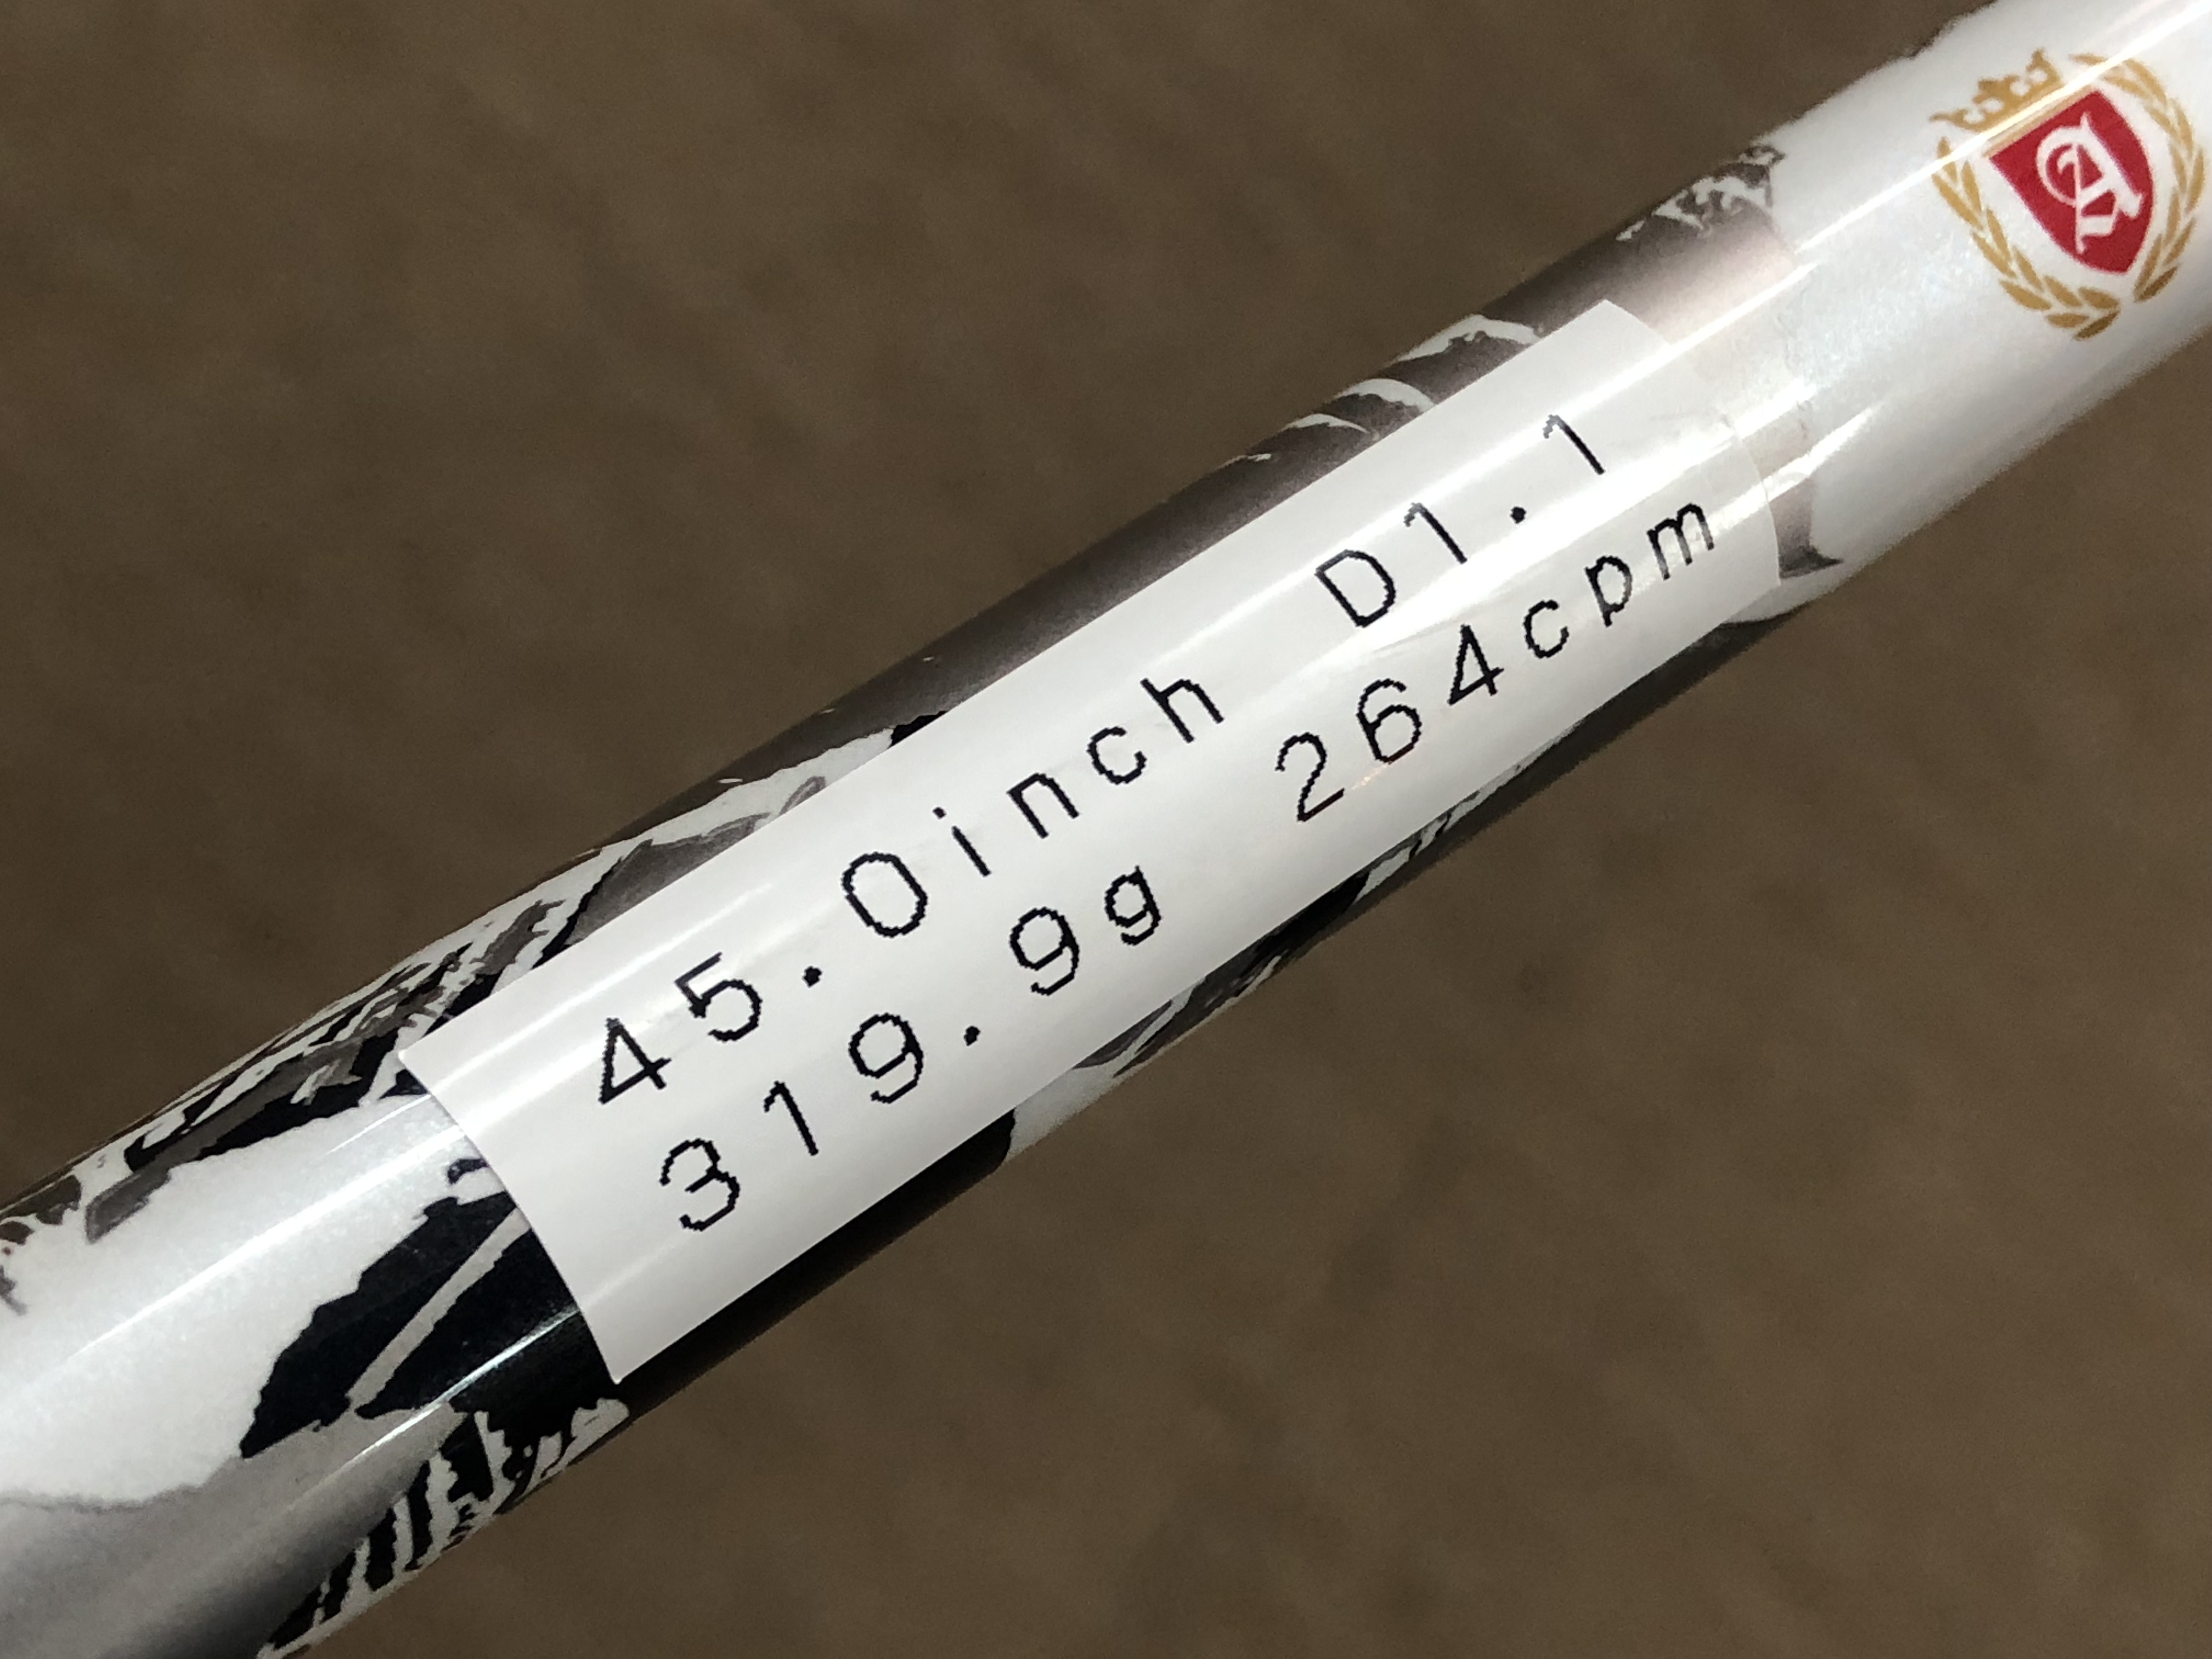 45.0inch D1.1
319.9g 264cpm